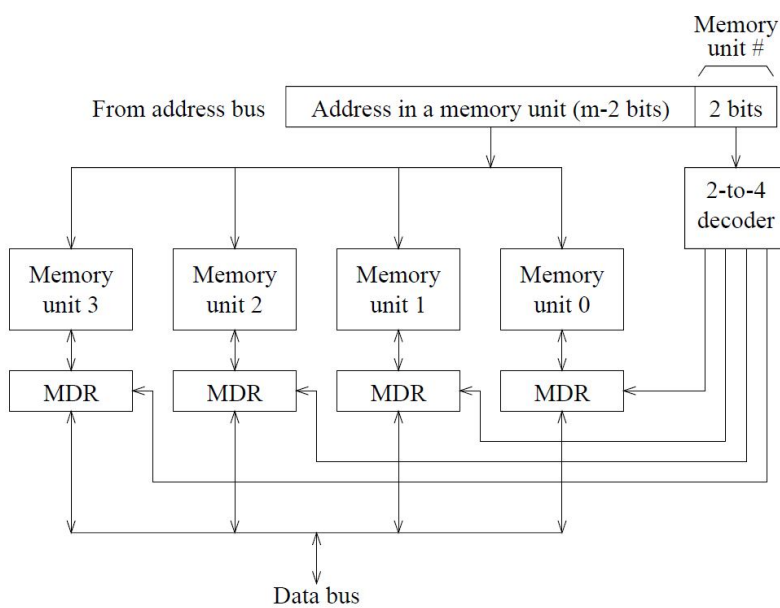 Memory
unit #
From address bus
Address in a memory unit (m-2 bits)
2 bits
2-to-4
decoder
Memory
unit 3
Memory
unit 2
Memory
unit 1
Memory
unit 0
MDR
MDR
MDR
MDR
Data bus